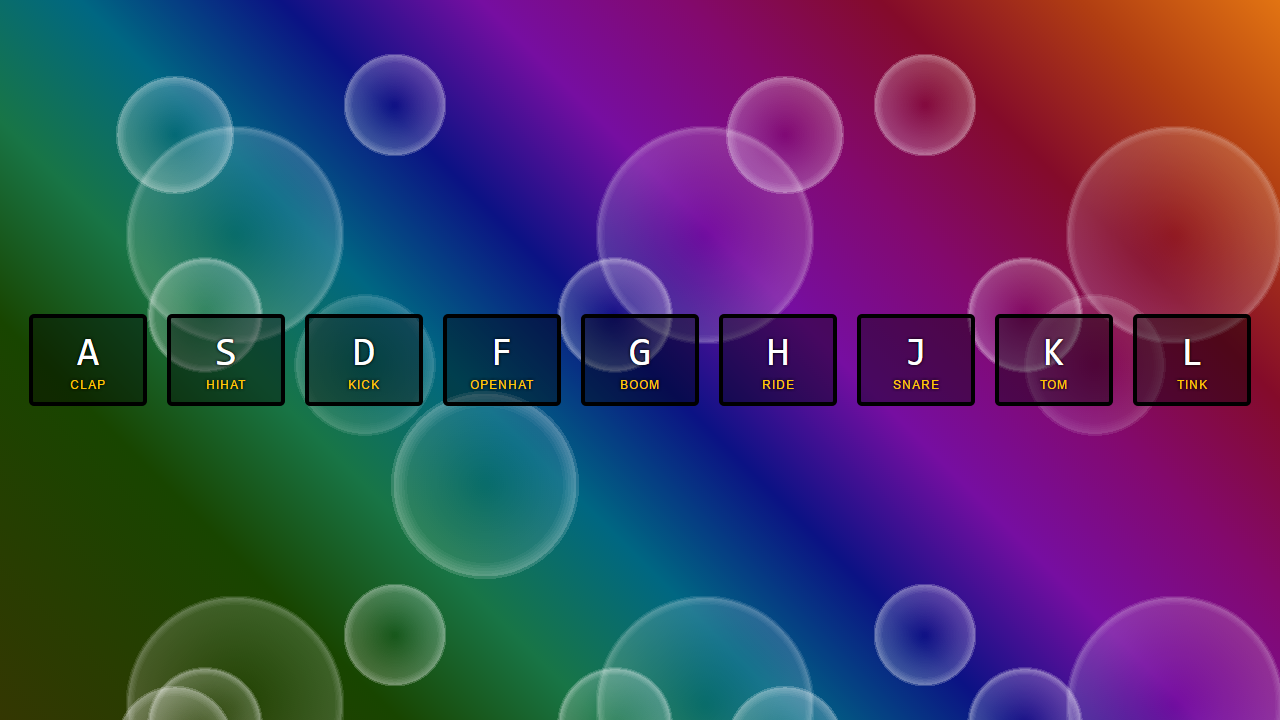 A S D F G H J K L
CLAP HIHAT KICK OPENHAT BOOM RIDE SNARE TOM TINK